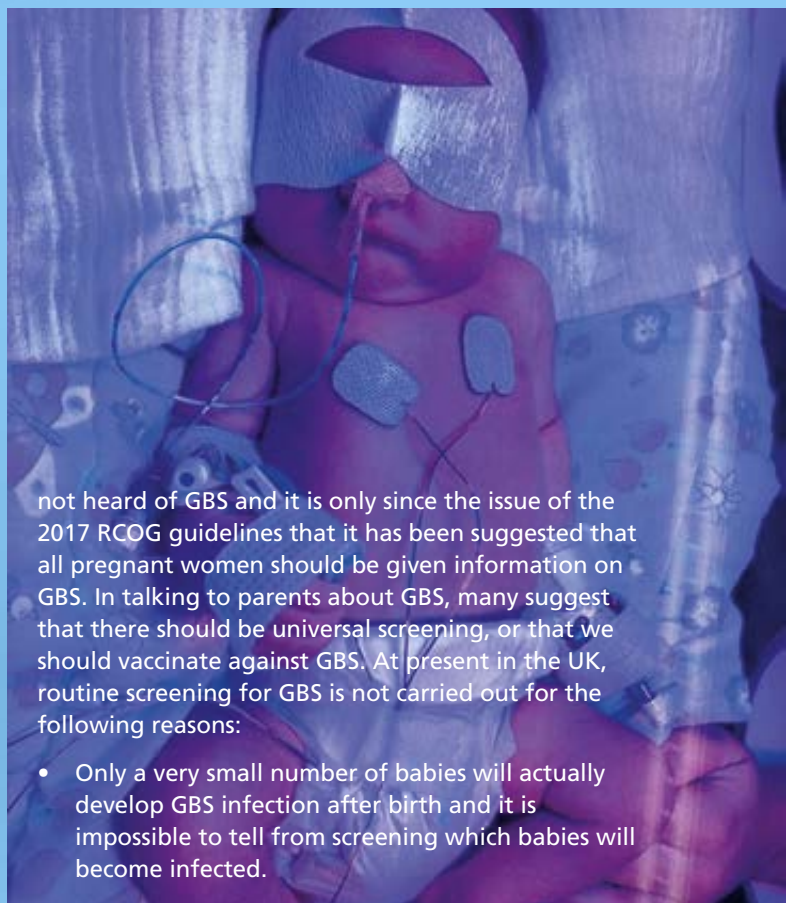 not heard of GBS and it is only since the issue of the
2017 RCOG guidelines that it has been suggested that
all pregnant women should be given information on
GBS. In talking to parents about GBS, many suggest
that there should be universal screening, or that we
should vaccinate against GBS. At present in the UK,
routine screening for GBS is not carried out for the
following reasons:
• Only a very small number of babies will actually
develop GBS infection after birth and it is
impossible to tell from screening which babies will
become infected.